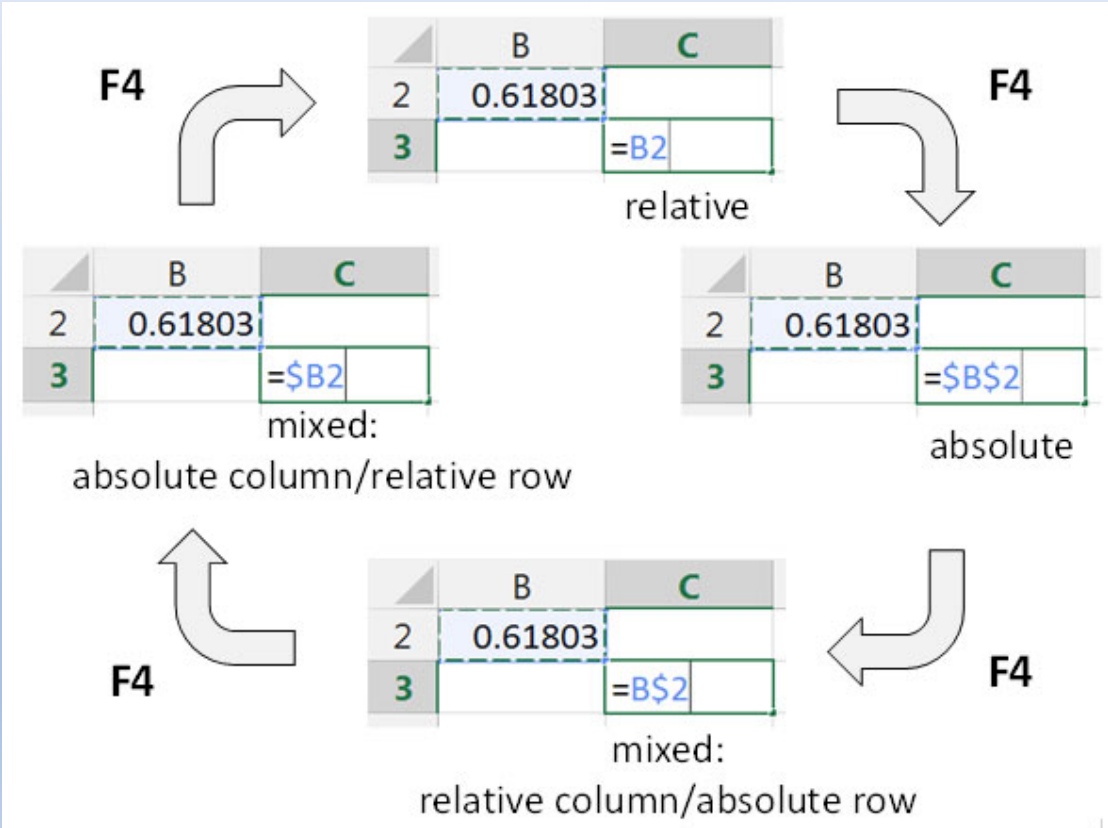 B C
F4 F4
2 0.61803
3 =B2
relative
B C
2 0.61803
3 =$B2
mixed:
absolute column/relative row
B C
2 0.61803
3 =$B$2
absolute
B C
2 0.61803
3 =B$2
F4 F4
mixed:
relative column/absolute row